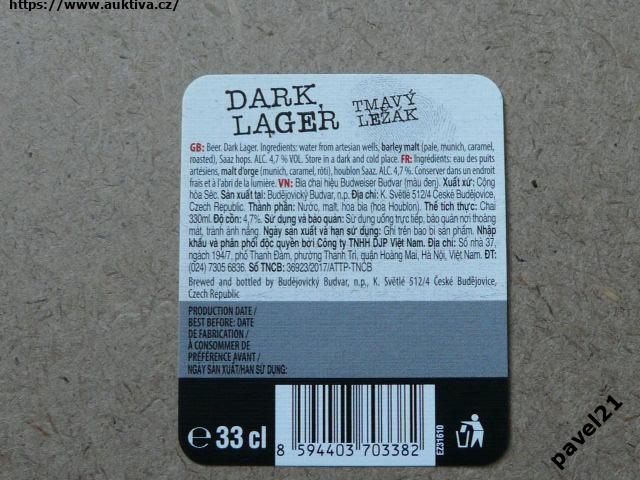 https://www.auktiva.cz/
DARK
LAGER
TMAVÝ
LEŽÁK
GB: Beer. Dark Lager. Ingredients: water from artesian wells, barley malt (pale, munich, caramel,
roasted), Saaz hops. ALC. 4,7 % VOL. Store in a dark and cold place. FR: Ingrédients: eau des puits
artésiens, malt d'orge (munich, caramel, rôti), houblon Saaz. ALC. 4,7 %. Conserver dans un endroit
frais et à l'abri de la lumière. VN: Bia chai hiệu Budweiser Budvar (màu đen). Xuất xứ: Cộng
hòa Séc. Sản xuất tại: Budějovický Budvar, n.p. Địa chỉ: K. Světlé 512/4 České Budějovice,
Czech Republic. Thành phần: Nước, malt, hoa bia (hoa Houblon). Thể tích thực: Chai
330ml. Độ cồn: 4,7%. Sử dụng và bảo quản: Sử dụng uống trực tiếp, bảo quản nơi thoáng
mát, tránh ánh nắng. Ngày sản xuất và hạn sử dụng: Ghi trên bao bì sản phẩm. Nhập
khẩu và phân phối độc quyền bởi Công ty TNHH DJP Việt Nam. Địa chỉ: Số nhà 37,
ngách 194/7, phố Thanh Đàm, phường Thanh Trì, quận Hoàng Mai, Hà Nội, Việt Nam. ĐT:
(024) 7305 6836. Số TNCB: 36923/2017/ATTP-TNCB
Brewed and bottled by Budějovický Budvar, n.p., K. Světlé 512/4 České Budějovice,
Czech Republic
PRODUCTION DATE /
BEST BEFORE: DATE
DE FABRICATION /
À CONSOMMER DE
PRÉFÉRENCE AVANT /
NGÀY SẢN XUẤT/HẠN SỬ DỤNG:
e 33 cl
8 594403 703382
EZ31610
pavel21